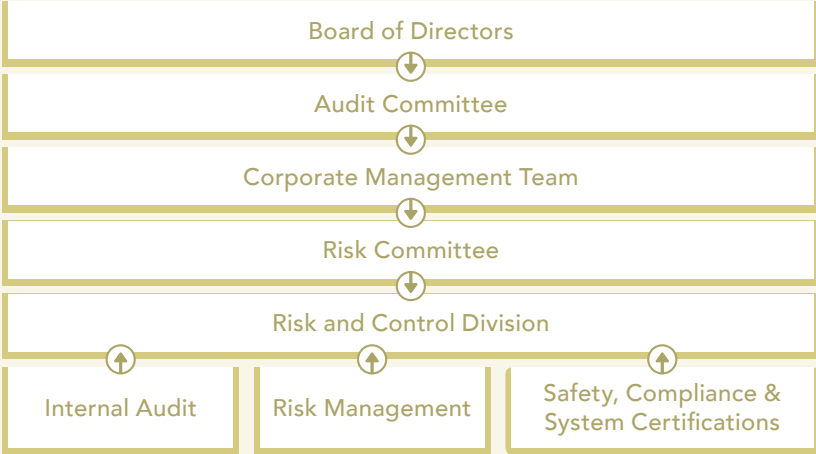 Board of Directors
Audit Committee
Corporate Management Team
Risk Committee
Risk and Control Division
Internal Audit
Risk Management
Safety, Compliance &
System Certifications